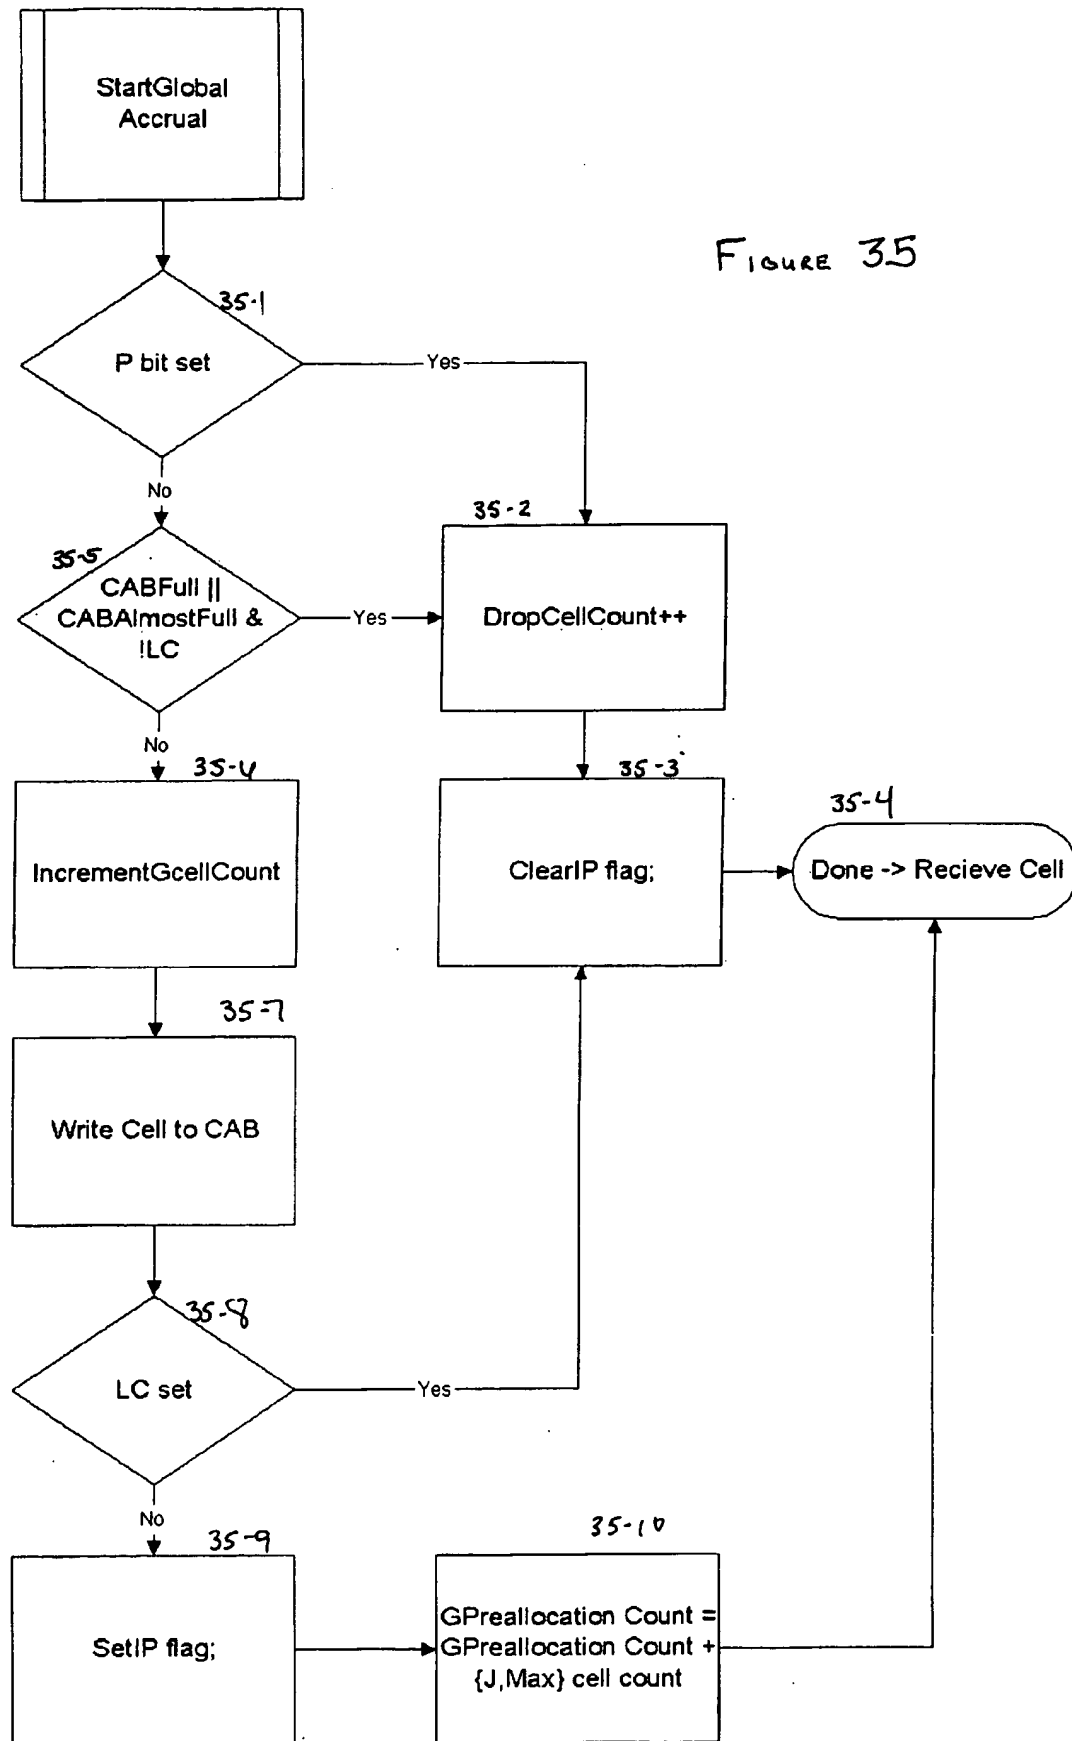 StartGlobal
Accrual
FIGURE 35
35-1
P bit set
Yes
No
35-2
35-5
CABFull ||
CABAlmostFull &
!LC
Yes
DropCellCount++
No
35-6
35-3
35-4
IncrementGcellCount
ClearIP flag;
Done -> Recieve Cell
35-7
Write Cell to CAB
35-8
LC set
Yes
No
35-9
35-10
SetIP flag;
GPreallocation Count =
GPreallocation Count +
{J,Max} cell count